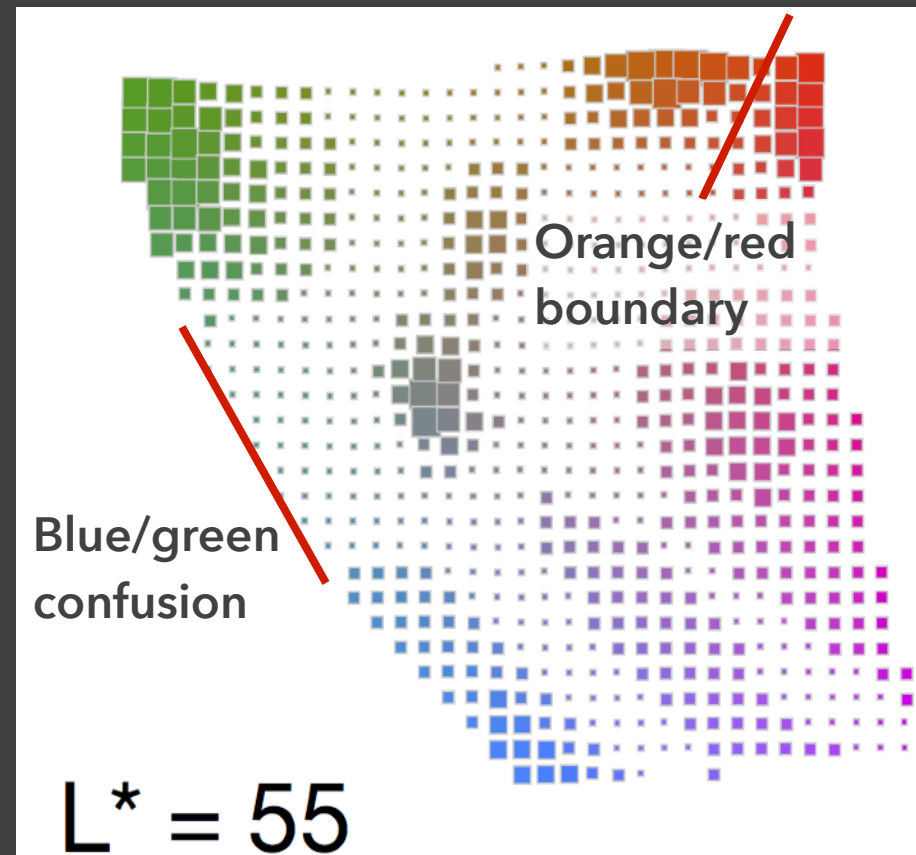 Orange/red
boundary
Blue/green
confusion
L* = 55